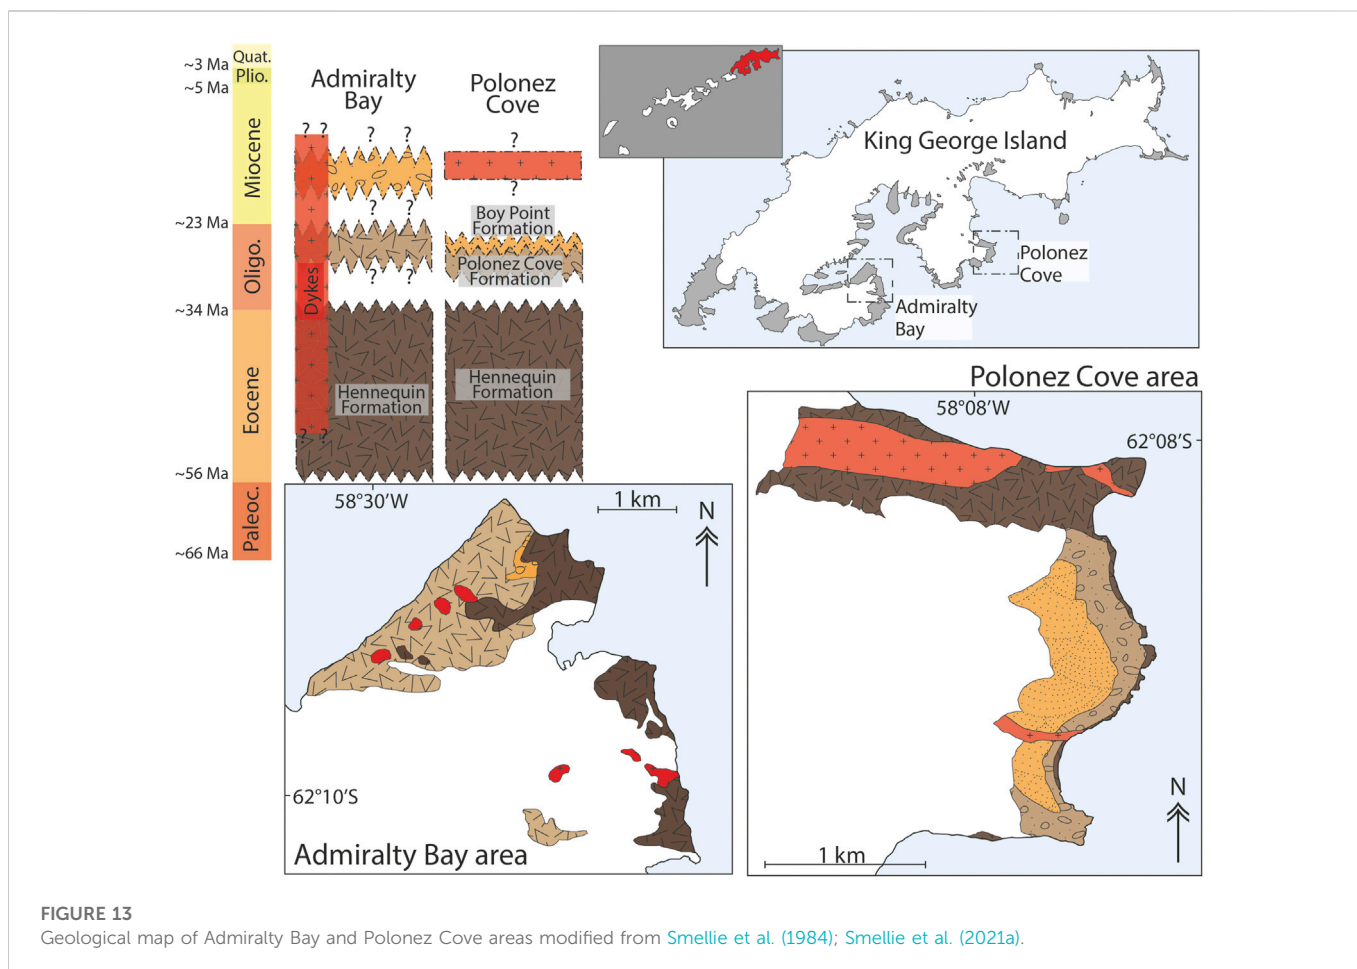 Quat.
~3 Ma
Plio.
~5 Ma
Miocene
~23 Ma
Oligo.
~34 Ma
Eocene
~56 Ma
Paleoc.
~66 Ma
Admiralty
Bay
Polonez
Cove
? ?
? ?
?
?
? ?
Boy Point
Formation
Polonez Cove
Formation
? ?
Dykes
Hennequin
Formation
Hennequin
Formation
? ?
King George Island
Polonez
Cove
Admiralty
Bay
58°30'W
1 km
N
62°10'S
Admiralty Bay area
Polonez Cove area
58°08'W
62°08'S
N
1 km
FIGURE 13
Geological map of Admiralty Bay and Polonez Cove areas modified from Smellie et al. (1984); Smellie et al. (2021a).